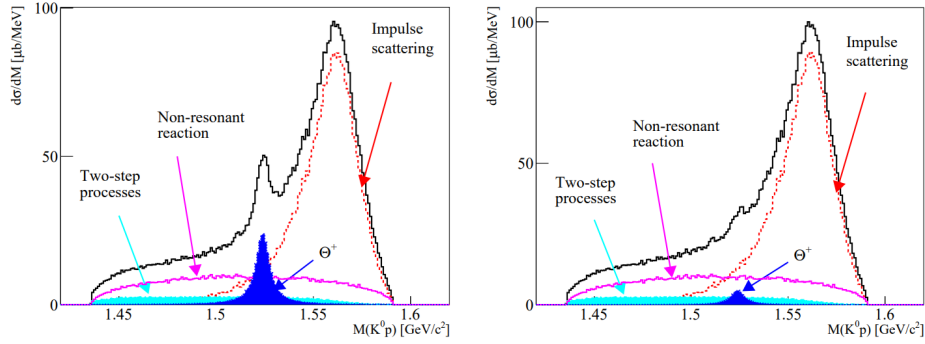 dσ/dM [μb/MeV]
100
50
0
1.45
1.5
1.55
1.6
M(K⁰p) [GeV/c²]
Impulse
scattering
Non-resonant
reaction
Two-step
processes
Θ⁺
dσ/dM [μb/MeV]
100
50
0
1.45
1.5
1.55
1.6
M(K⁰p) [GeV/c²]
Impulse
scattering
Non-resonant
reaction
Two-step
processes
Θ⁺